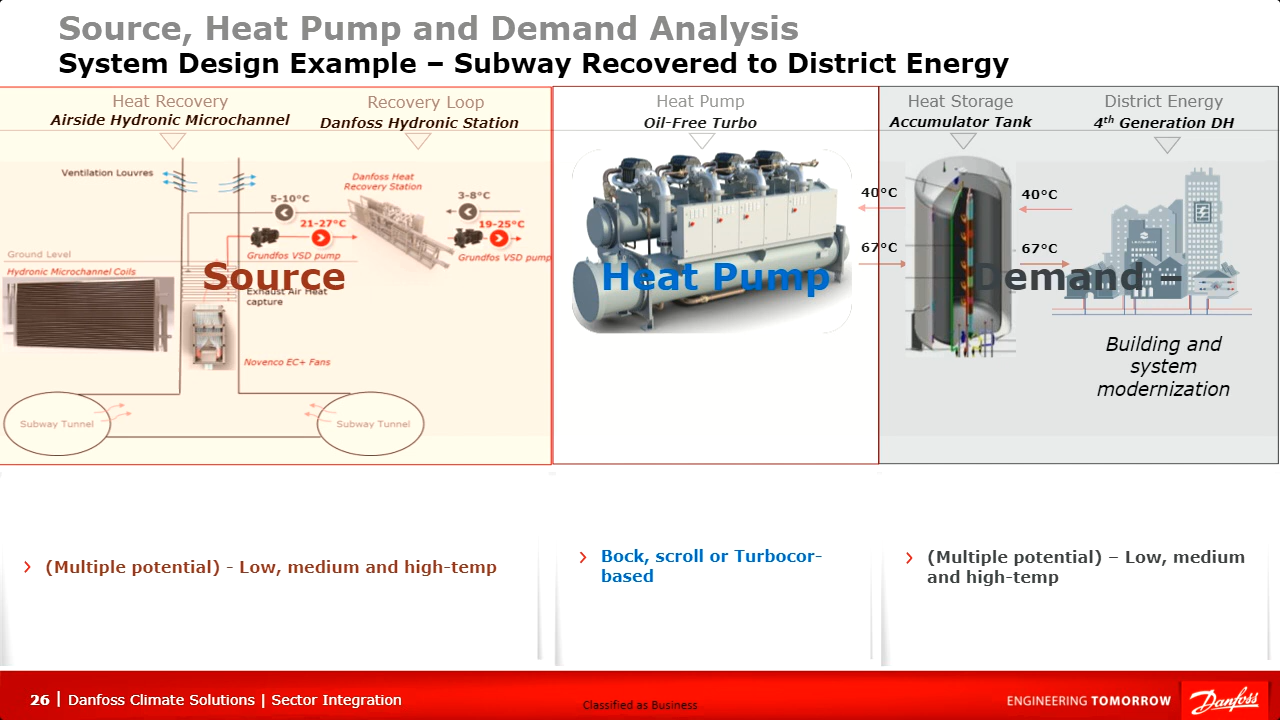 Source, Heat Pump and Demand Analysis
System Design Example – Subway Recovered to District Energy
Heat Recovery
Airside Hydronic Microchannel
Recovery Loop
Danfoss Hydronic Station
Heat Pump
Oil-Free Turbo
Heat Storage
Accumulator Tank
District Energy
4th Generation DH
Ventilation Louvres
Danfoss Heat
Recovery Station
5-10°C
3-8°C
21-27°C
19-25°C
Grundfos VSD pump
Grundfos VSD pump
Ground Level
Hydronic Microchannel Coils
Exhaust Air Heat
capture
Novenco EC+ Fans
Subway Tunnel
Subway Tunnel
Source
Heat Pump
40°C
67°C
40°C
67°C
Demand –
Building and
system
modernization
(Multiple potential) - Low, medium and high-temp
Bock, scroll or Turbocor-
based
(Multiple potential) – Low, medium
and high-temp
26 | Danfoss Climate Solutions | Sector Integration
Classified as Business
ENGINEERING TOMORROW
Danfoss